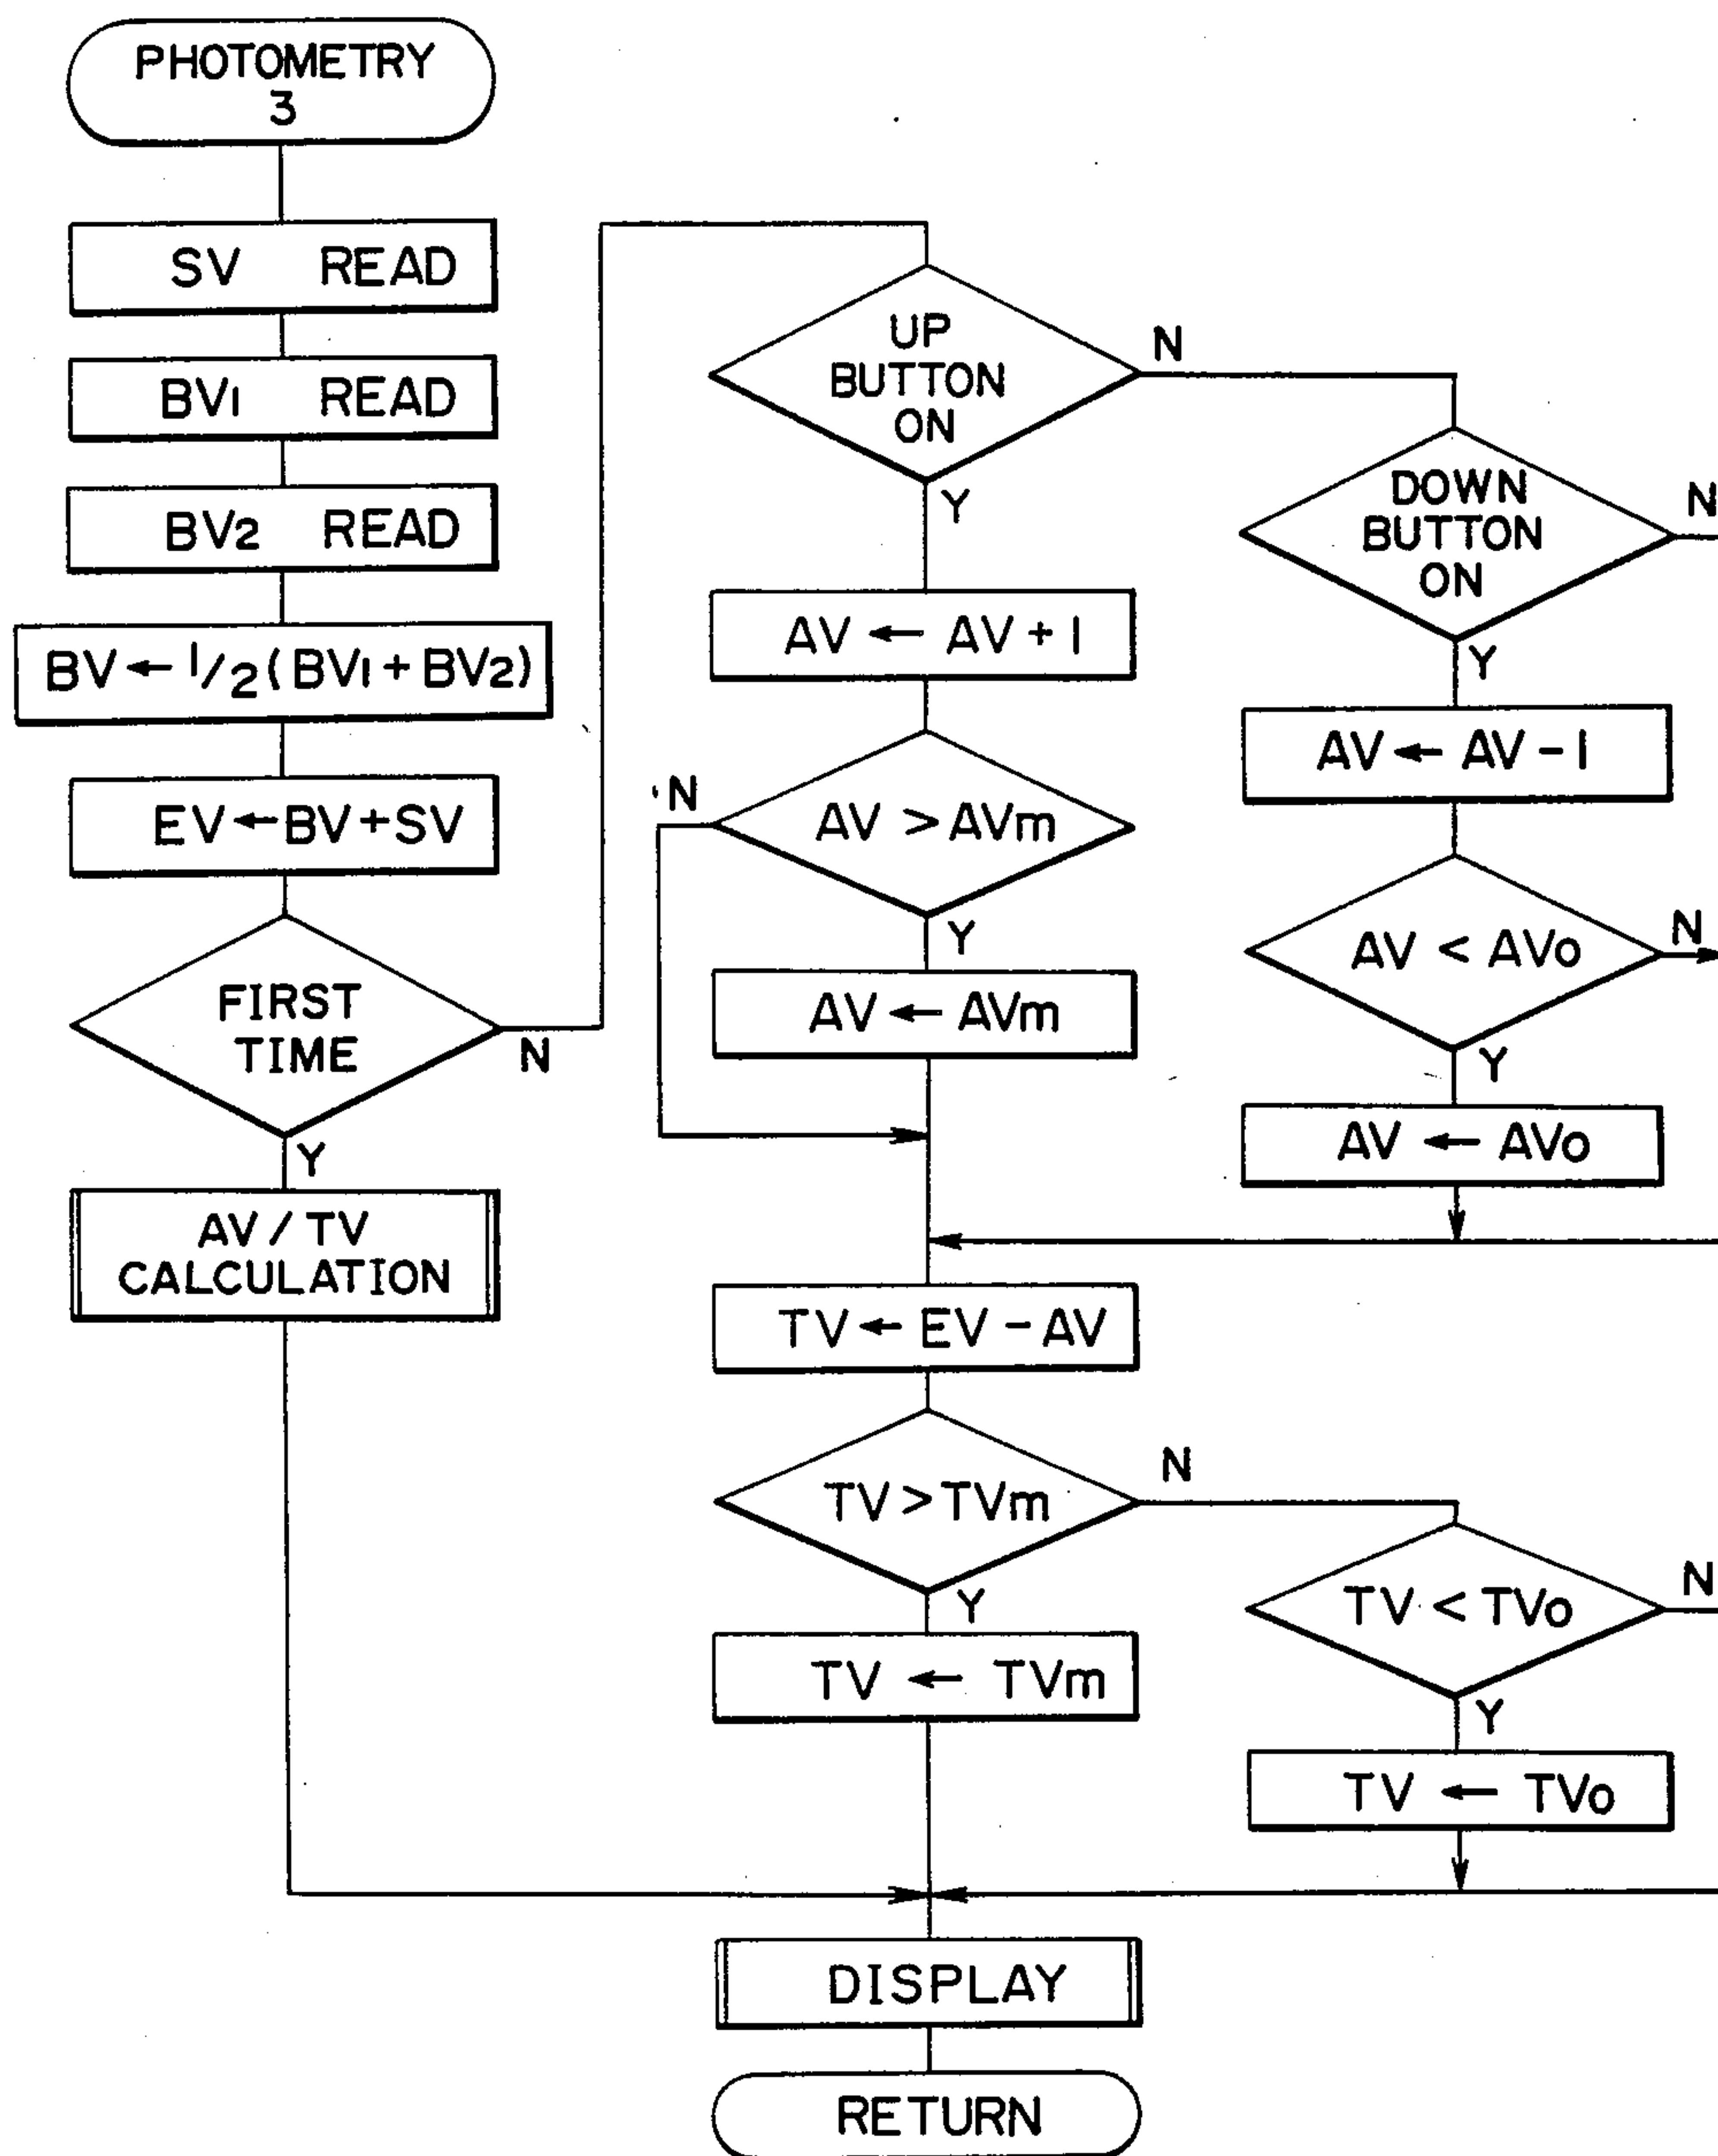 PHOTOMETRY
3
SV READ
BV1 READ
BV2 READ
BV ← 1/2 (BV1 + BV2)
EV ← BV + SV
FIRST
TIME
N
Y
AV / TV
CALCULATION
UP
BUTTON
ON
N
Y
AV ← AV + 1
AV > AVm
N
Y
AV ← AVm
DOWN
BUTTON
ON
N
Y
AV ← AV - 1
AV < AVo
N
Y
AV ← AVo
TV ← EV - AV
TV > TVm
N
Y
TV ← TVm
TV < TVo
N
Y
TV ← TVo
DISPLAY
RETURN